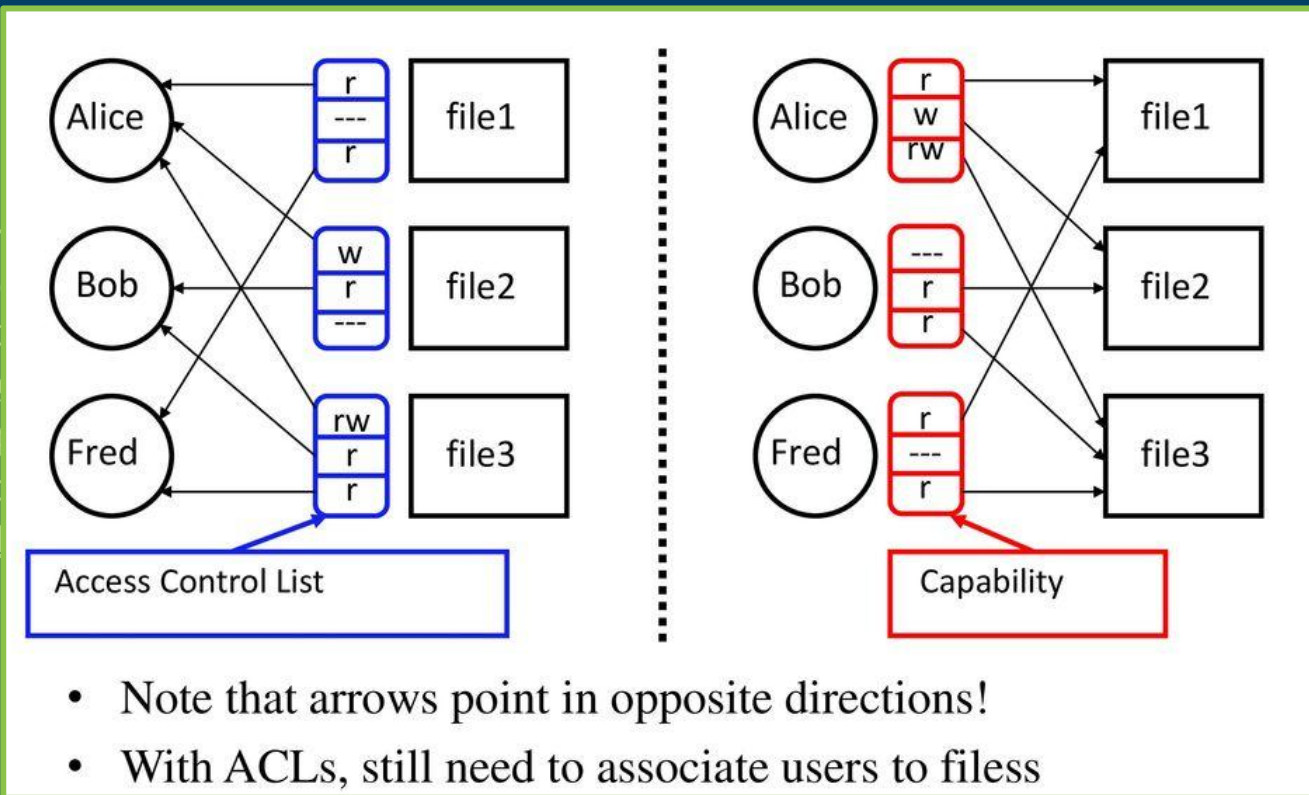 Alice
r
---
r
file1
Bob
w
r
---
file2
Fred
rw
r
r
file3
Access Control List
Alice
r
w
rw
file1
Bob
---
r
r
file2
Fred
r
---
r
file3
Capability
• Note that arrows point in opposite directions!
• With ACLs, still need to associate users to filess